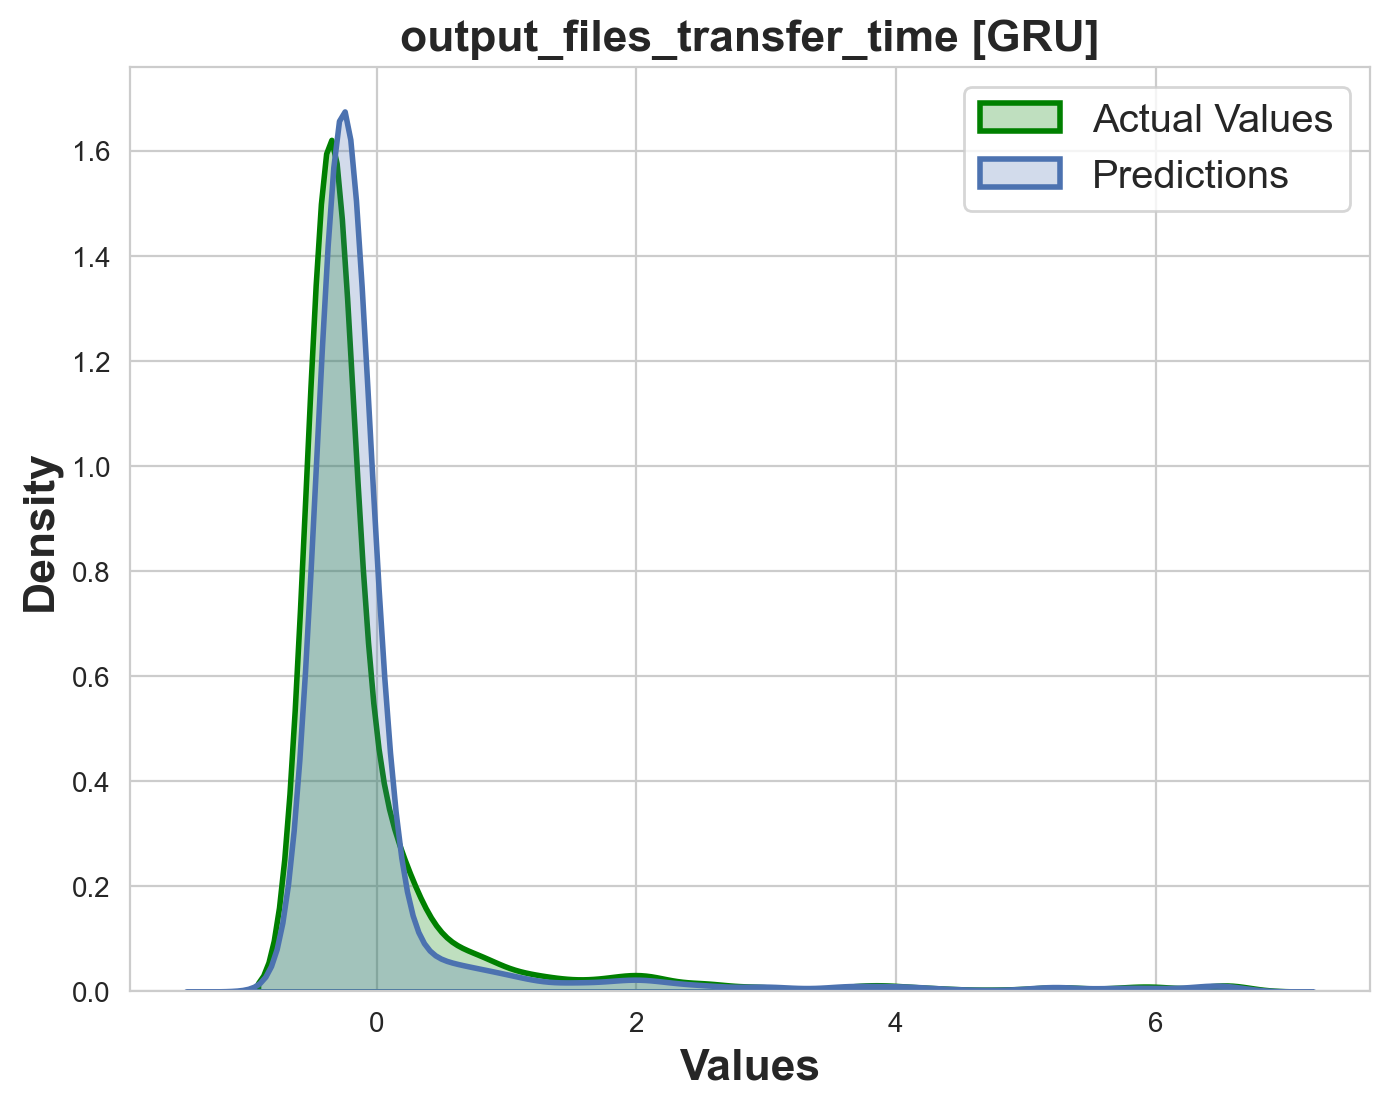 output_files_transfer_time [GRU]
Actual Values
Predictions
Density
1.6
1.4
1.2
1.0
0.8
0.6
0.4
0.2
0.0
0 2 4 6
Values